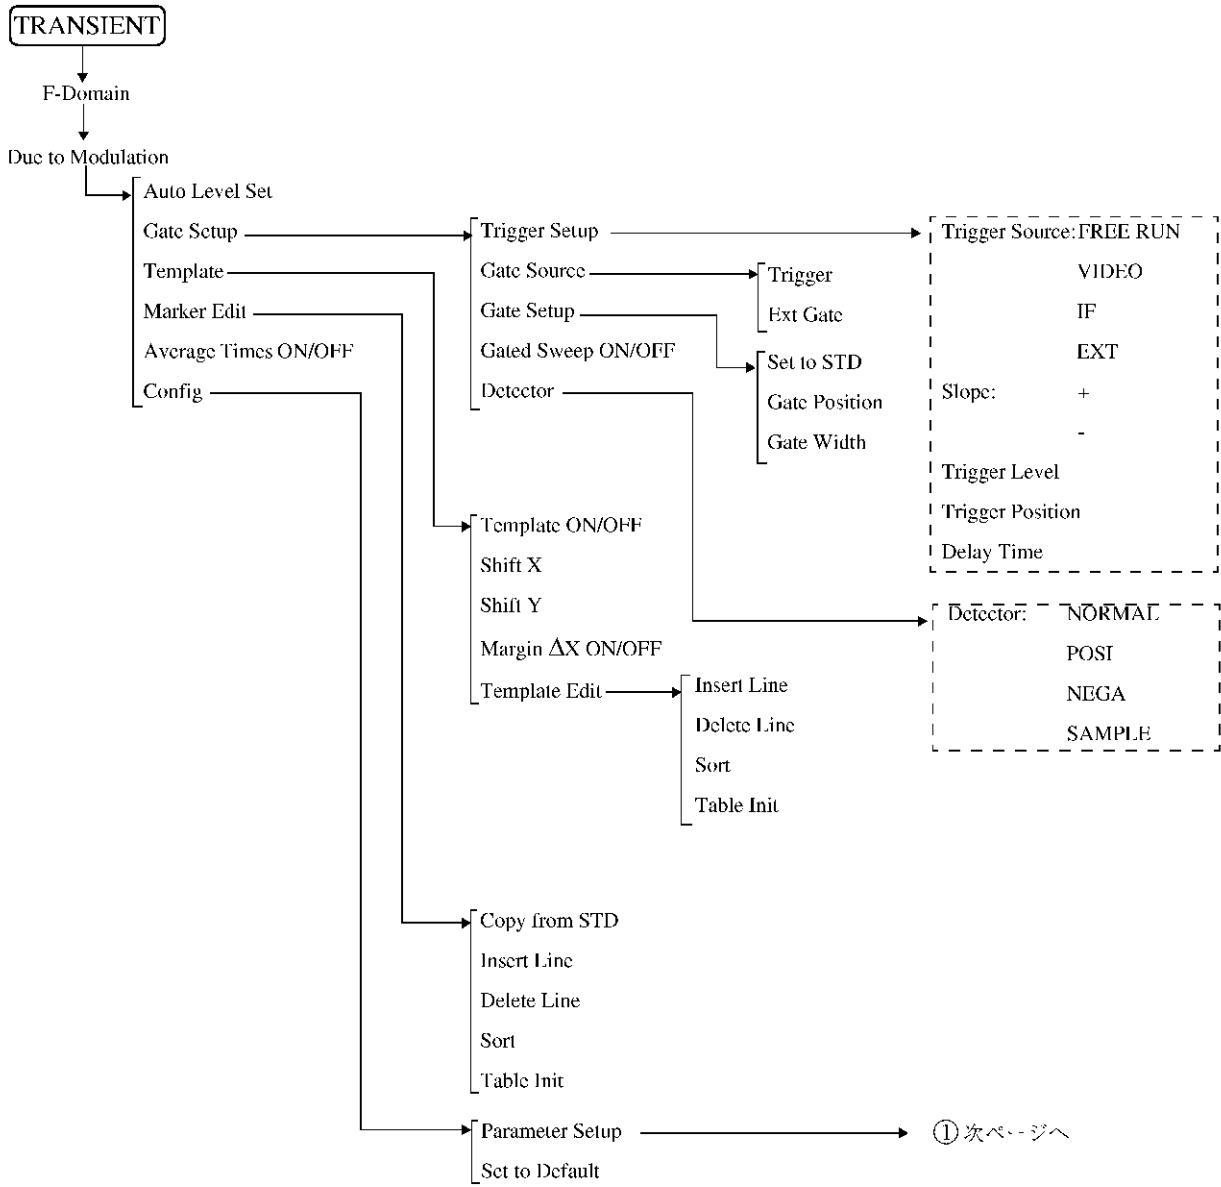 TRANSIENT
F-Domain
Due to Modulation
Auto Level Set
Gate Setup
Template
Marker Edit
Average Times ON/OFF
Config
Trigger Setup
Gate Source
Gate Setup
Gated Sweep ON/OFF
Detector
Trigger
Ext Gate
Set to STD
Gate Position
Gate Width
Trigger Source: FREE RUN
VIDEO
IF
EXT
Slope: +
-
Trigger Level
Trigger Position
Delay Time
Detector: NORMAL
POSI
NEGA
SAMPLE
Template ON/OFF
Shift X
Shift Y
Margin ΔX ON/OFF
Template Edit
Insert Line
Delete Line
Sort
Table Init
Copy from STD
Insert Line
Delete Line
Sort
Table Init
Parameter Setup
Set to Default
① 次ページへ